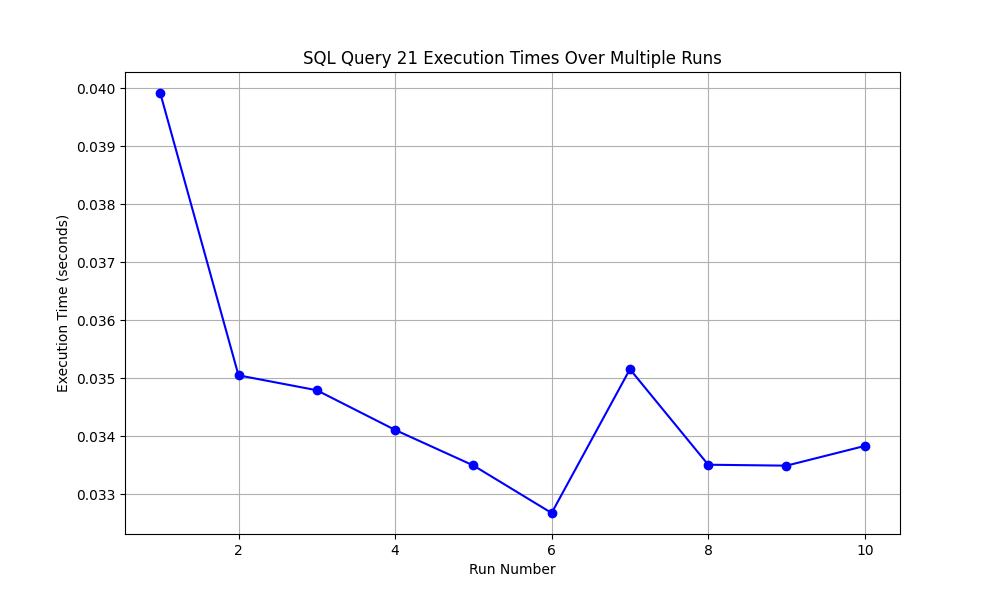 SQL Query 21 Execution Times Over Multiple Runs
0.040
0.039
0.038
0.037
0.036
0.035
0.034
0.033
Execution Time (seconds)
2 4 6 8 10
Run Number